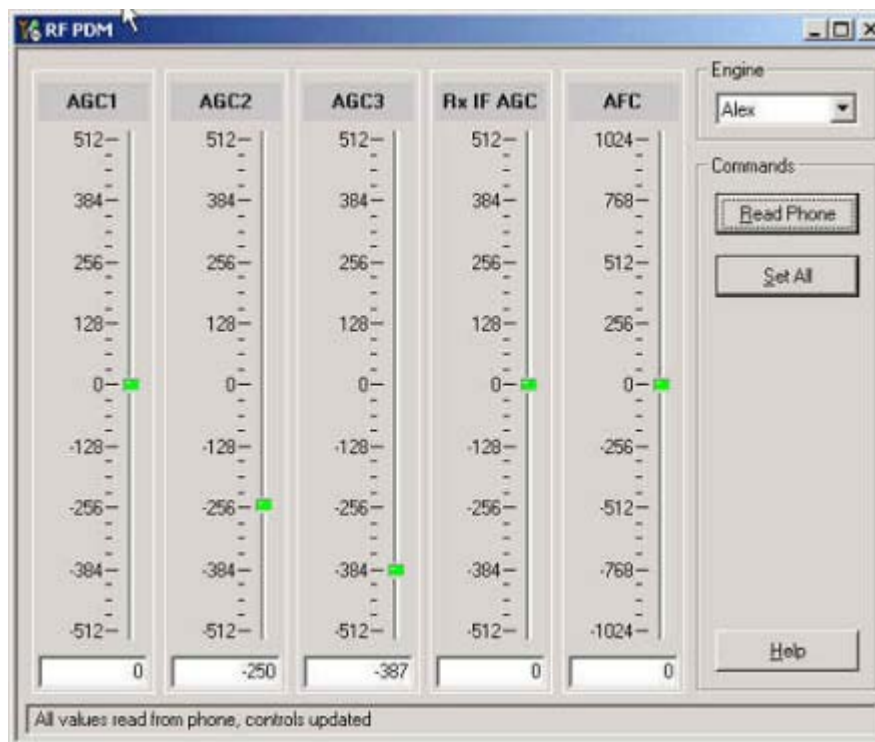 RF PDM
AGC1 AGC2 AGC3 Rx IF AGC AFC
512 512 512 512 1024
384 384 384 384 768
256 256 256 256 512
128 128 128 128 256
0 0 0 0 0
-128 -128 -128 -128 -256
-256 -256 -256 -256 -512
-384 -384 -384 -384 -768
-512 -512 -512 -512 -1024
0 -250 -387 0 0
Engine
Alex
Commands
Read Phone
Set All
Help
All values read from phone, controls updated